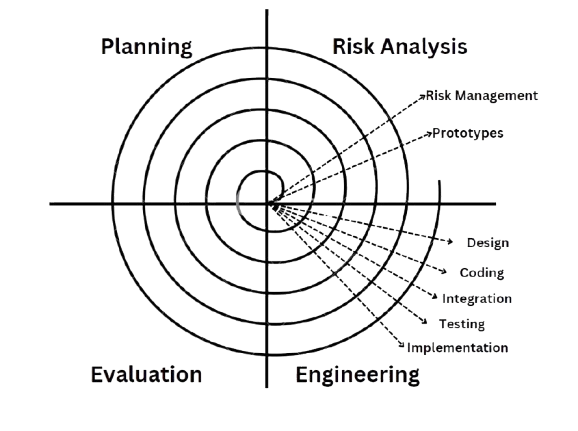 Planning
Risk Analysis
Risk Management
Prototypes
Design
Coding
Integration
Testing
Implementation
Evaluation
Engineering